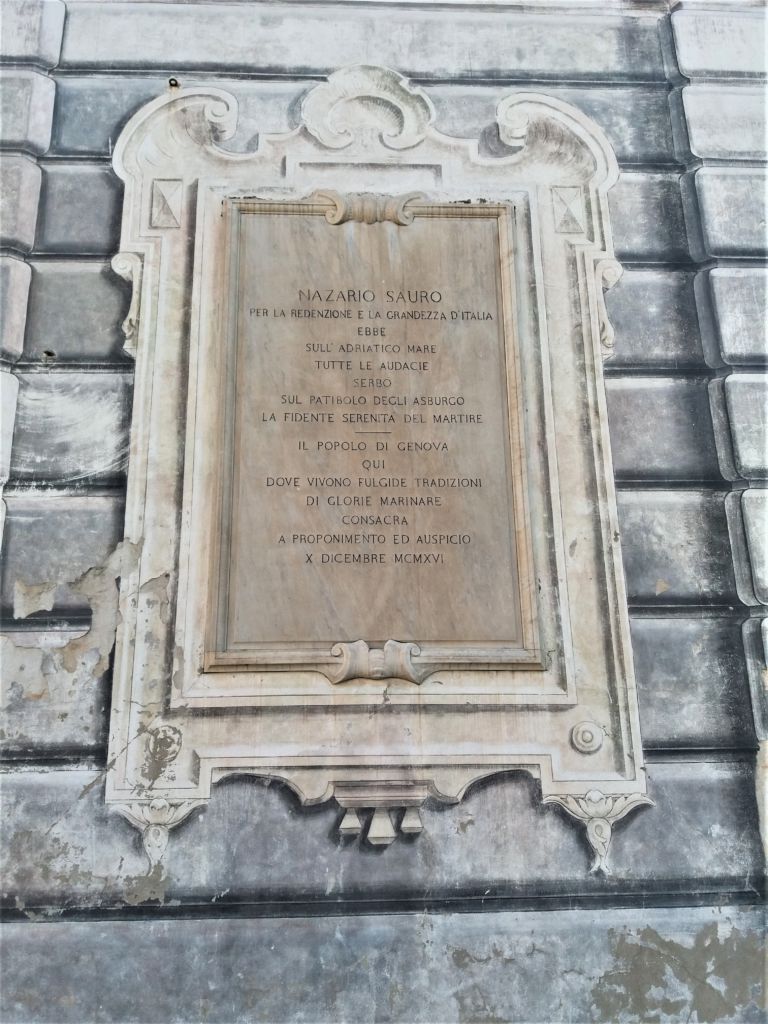 NAZARIO SAURO
PER LA REDENZIONE E LA GRANDEZZA D'ITALIA
EBBE
SULL'ADRIATICO MARE
TUTTE LE AUDACIE
SERBO
SUL PATIBOLO DEGLI ASBURGO
LA FIDENTE SERENITA DEL MARTIRE
IL POPOLO DI GENOVA
QUI
DOVE VIVONO FULGIDE TRADIZIONI
DI GLORIE MARINARE
CONSACRA
A PROPONIMENTO ED AUSPICIO
X DICEMBRE MCMXVI